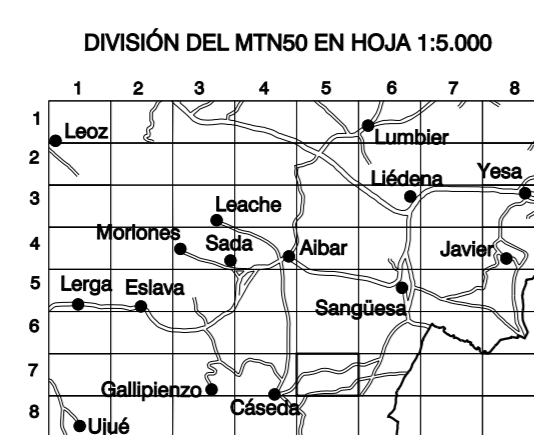 DIVISIÓN DEL MTN50 EN HOJA 1:5.000
1 2 3 4 5 6 7 8
1
Leoz
Lumbier
2
Liédena
Yesa
3
Leache
Moriones
Sada
4
Aibar
Javier
5
Lerga
Eslava
Sangüesa
6
7
Gallipienzo
Cáseda
8
Ujué